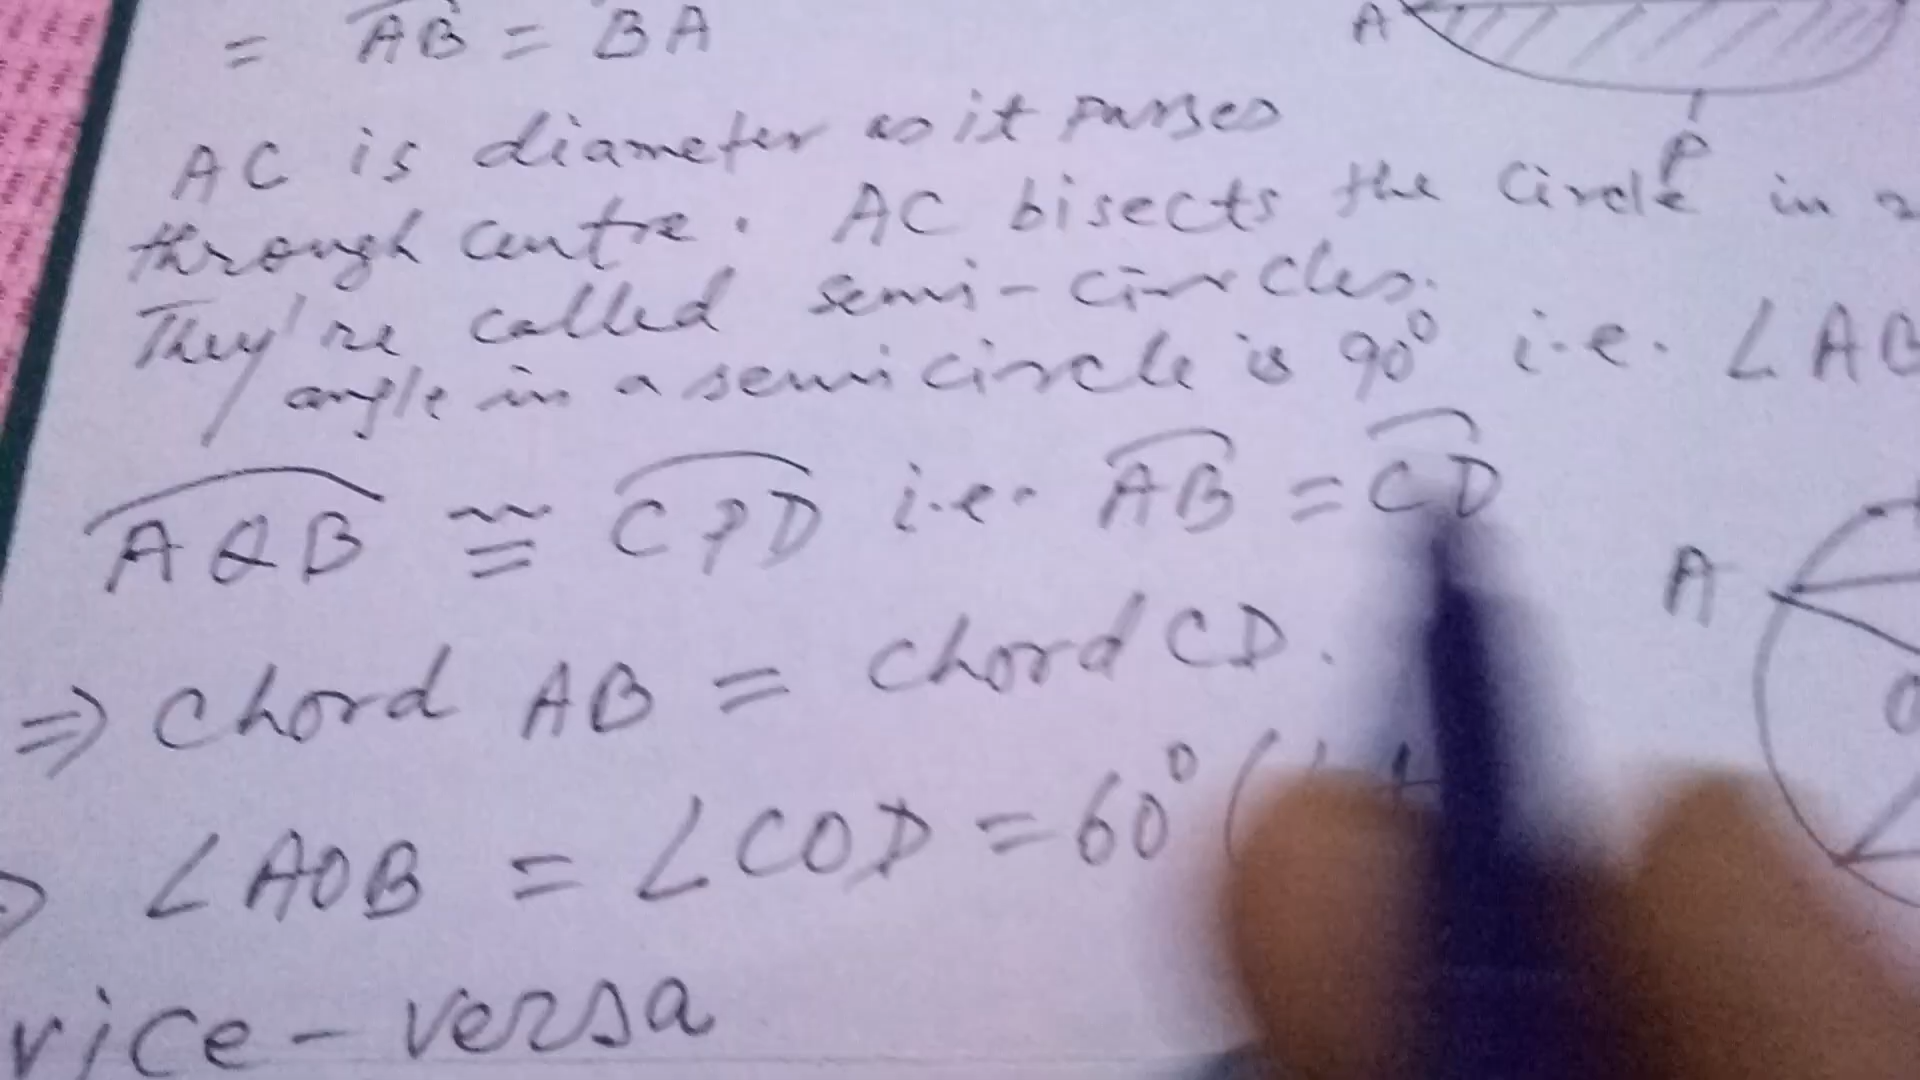 = AB = BA
A
AC is diameter as it passes
P
through centre. AC bisects the circle in 2
They're called semi-circles.
angle in a semicircle is 90° i.e. ∠AB
AQB ≅ CPD i.e. AB = CD
A
⇒ Chord AB = Chord CD.
O
⇒ ∠AOB = ∠COD = 60° (
vice-versa